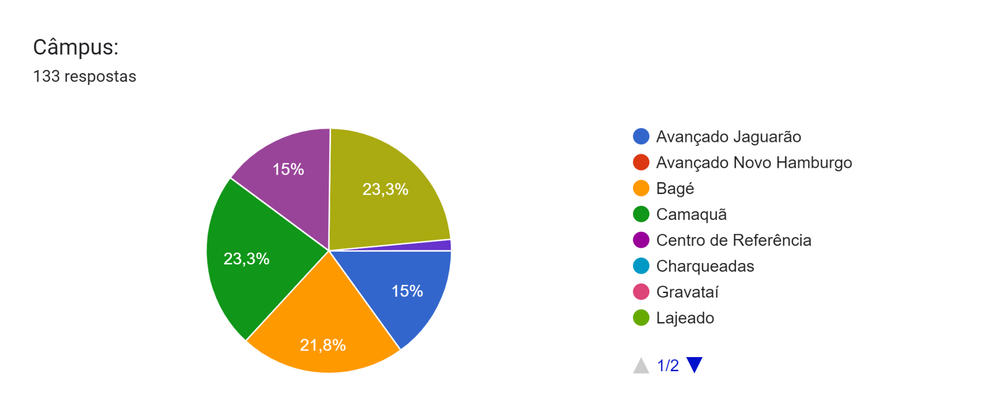 Câmpus:
133 respostas
15%
23,3%
23,3%
15%
21,8%
Avançado Jaguarão
Avançado Novo Hamburgo
Bagé
Camaquã
Centro de Referência
Charqueadas
Gravataí
Lajeado
1/2